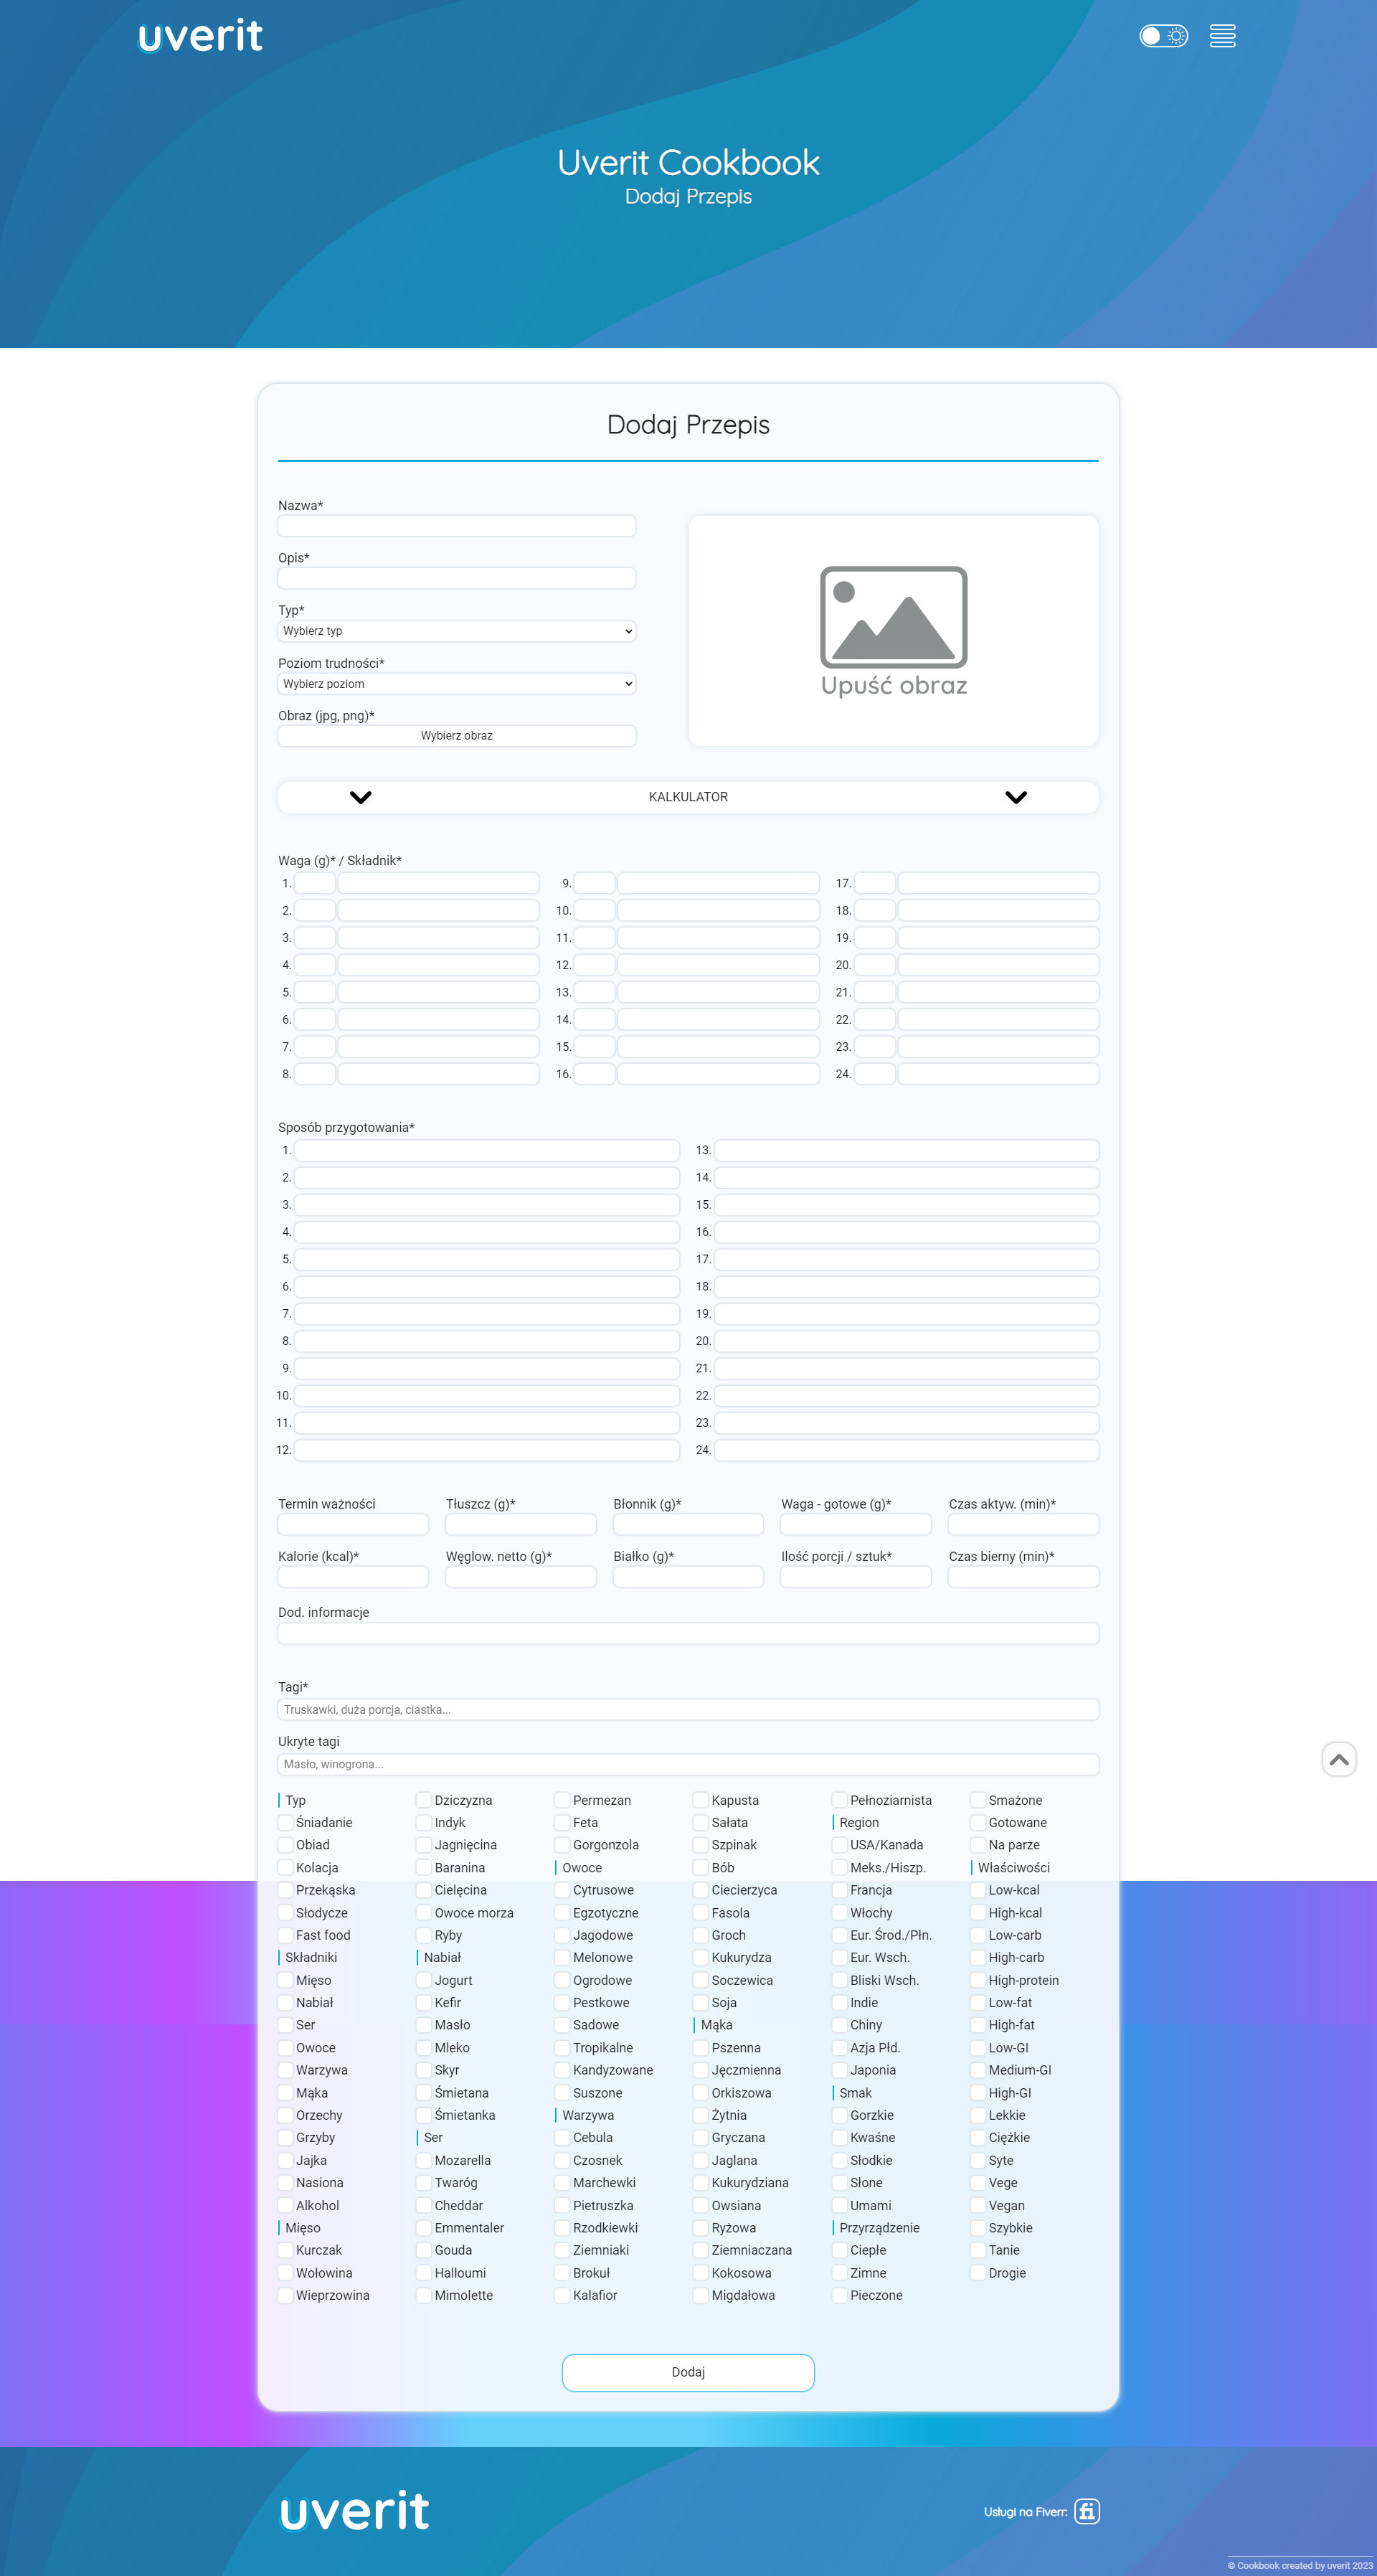 uverit
Uverit Cookbook
Dodaj Przepis
Dodaj Przepis
Nazwa*
Opis*
Typ*
Wybierz typ
Poziom trudności*
Wybierz poziom
Obraz (jpg, png)*
Wybierz obraz
Upuść obraz
KALKULATOR
Waga (g)* / Składnik*
1.
2.
3.
4.
5.
6.
7.
8.
9.
10.
11.
12.
13.
14.
15.
16.
17.
18.
19.
20.
21.
22.
23.
24.
Sposób przygotowania*
1.
2.
3.
4.
5.
6.
7.
8.
9.
10.
11.
12.
13.
14.
15.
16.
17.
18.
19.
20.
21.
22.
23.
24.
Termin ważności
Tłuszcz (g)*
Błonnik (g)*
Waga - gotowe (g)*
Czas aktyw. (min)*
Kalorie (kcal)*
Węglow. netto (g)*
Białko (g)*
Ilość porcji / sztuk*
Czas bierny (min)*
Dod. informacje
Tagi*
Truskawki, duża porcja, ciastka...
Ukryte tagi
Masło, winogrona...
Typ
Śniadanie
Obiad
Kolacja
Przekąska
Słodycze
Fast food
Składniki
Mięso
Nabiał
Ser
Owoce
Warzywa
Mąka
Orzechy
Grzyby
Jajka
Nasiona
Alkohol
Mięso
Kurczak
Wołowina
Wieprzowina
Dziczyzna
Indyk
Jagnięcina
Baranina
Cielęcina
Owoce morza
Ryby
Nabiał
Jogurt
Kefir
Masło
Mleko
Skyr
Śmietana
Śmietanka
Ser
Mozarella
Twaróg
Cheddar
Emmentaler
Gouda
Halloumi
Mimolette
Permezan
Feta
Gorgonzola
Owoce
Cytrusowe
Egzotyczne
Jagodowe
Melonowe
Ogrodowe
Pestkowe
Sadowe
Tropikalne
Kandyzowane
Suszone
Warzywa
Cebula
Czosnek
Marchewki
Pietruszka
Rzodkiewki
Ziemniaki
Brokuł
Kalafior
Kapusta
Sałata
Szpinak
Bób
Ciecierzyca
Fasola
Groch
Kukurydza
Soczewica
Soja
Mąka
Pszenna
Jęczmienna
Orkiszowa
Żytnia
Gryczana
Jaglana
Kukurydziana
Owsiana
Ryżowa
Ziemniaczana
Kokosowa
Migdałowa
Pełnoziarnista
Region
USA/Kanada
Meks./Hiszp.
Francja
Włochy
Eur. Środ./Płn.
Eur. Wsch.
Bliski Wsch.
Indie
Chiny
Azja Płd.
Japonia
Smak
Gorzkie
Kwaśne
Słodkie
Słone
Umami
Przyrządzenie
Ciepłe
Zimne
Pieczone
Smażone
Gotowane
Na parze
Właściwości
Low-kcal
High-kcal
Low-carb
High-carb
High-protein
Low-fat
High-fat
Low-GI
Medium-GI
High-GI
Lekkie
Ciężkie
Syte
Vege
Vegan
Szybkie
Tanie
Drogie
Dodaj
uverit
Usługi na Fiverr: fi
© Cookbook created by uverit 2023